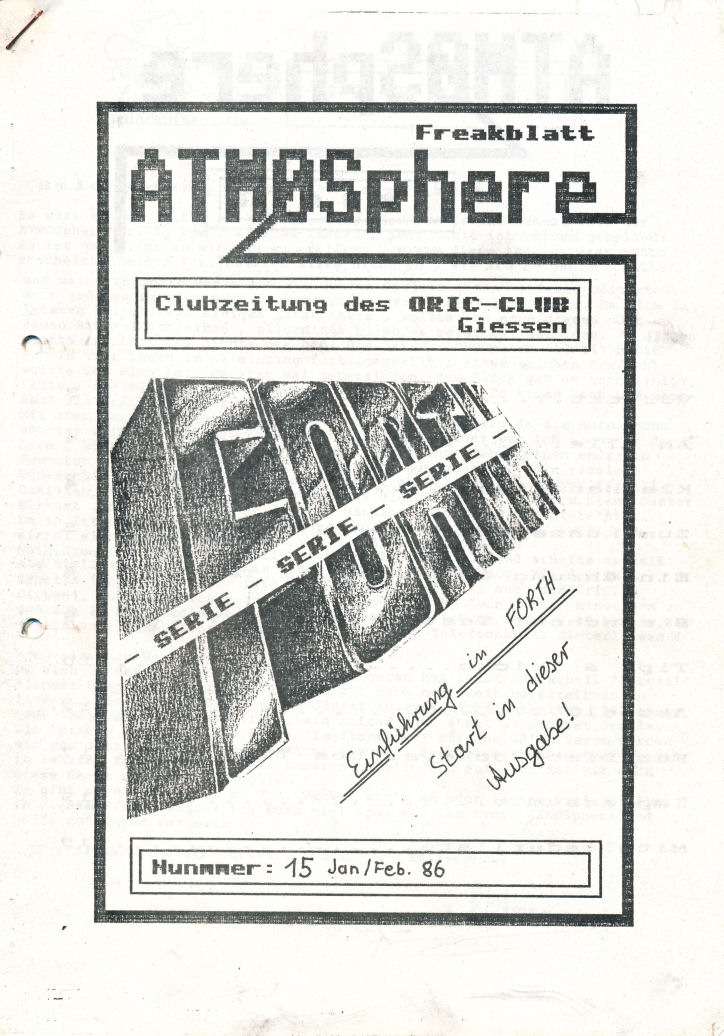 Freakblatt
ATMOSphere
Clubzeitung des ORIC-CLUB
Giessen
FORTH
- SERIE - SERIE - SERIE -
Einführung in FORTH
Start in dieser
Ausgabe!
Nunmmer: 15 Jan/Feb. 86